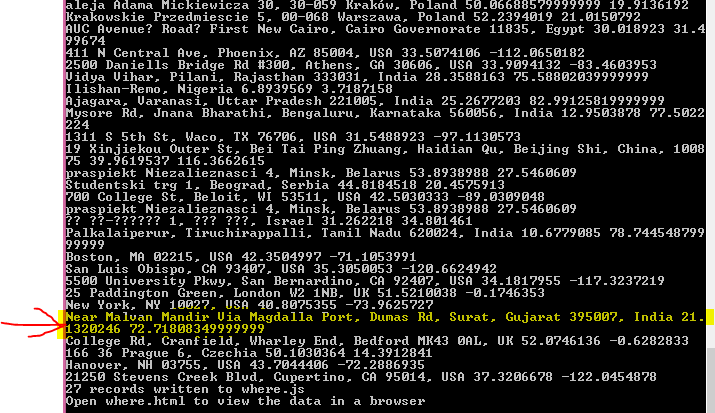 aleja Adama Mickiewicza 30, 30-059 Kraków, Poland 50.06688579999999 19.9136192
Krakowskie Przedmiescie 5, 00-068 Warszawa, Poland 52.2394019 21.0150792
AUC Avenue? Road? First New Cairo, Cairo Governorate 11835, Egypt 30.018923 31.4
99674
411 N Central Ave, Phoenix, AZ 85004, USA 33.5074106 -112.0650182
2500 Daniells Bridge Rd #300, Athens, GA 30606, USA 33.9094132 -83.4603953
Vidya Vihar, Pilani, Rajasthan 333031, India 28.3588163 75.58802039999999
Ilishan-Remo, Nigeria 6.8939569 3.7187158
Ajagara, Varanasi, Uttar Pradesh 221005, India 25.2677203 82.99125819999999
Mysore Rd, Jnana Bharathi, Bengaluru, Karnataka 560056, India 12.9503878 77.5022
224
1311 S 5th St, Waco, TX 76706, USA 31.5488923 -97.1130573
19 Xinjiekou Outer St, Bei Tai Ping Zhuang, Haidian Qu, Beijing Shi, China, 1008
75 39.9619537 116.3662615
praspiekt Niezalieznasci 4, Minsk, Belarus 53.8938988 27.5460609
Studentski trg 1, Beograd, Serbia 44.8184518 20.4575913
700 College St, Beloit, WI 53511, USA 42.5030333 -89.0309048
praspiekt Niezalieznasci 4, Minsk, Belarus 53.8938988 27.5460609
?? ??-?????? 1, ??? ???, Israel 31.262218 34.801461
Palkalaiperur, Tiruchirappalli, Tamil Nadu 620024, India 10.6779085 78.744548799
99999
Boston, MA 02215, USA 42.3504997 -71.1053991
San Luis Obispo, CA 93407, USA 35.3050053 -120.6624942
5500 University Pkwy, San Bernardino, CA 92407, USA 34.1817955 -117.3237219
25 Paddington Green, London W2 1NB, UK 51.5210038 -0.1746353
New York, NY 10027, USA 40.8075355 -73.9625727
Near Malvan Mandir Via Magdalla Port, Dumas Rd, Surat, Gujarat 395007, India 21.
1320246 72.71808349999999
College Rd, Cranfield, Wharley End, Bedford MK43 0AL, UK 52.0746136 -0.6282833
166 36 Prague 6, Czechia 50.1030364 14.3912841
Hanover, NH 03755, USA 43.7044406 -72.2886935
21250 Stevens Creek Blvd, Cupertino, CA 95014, USA 37.3206678 -122.0454878
27 records written to where.js
Open where.html to view the data in a browser